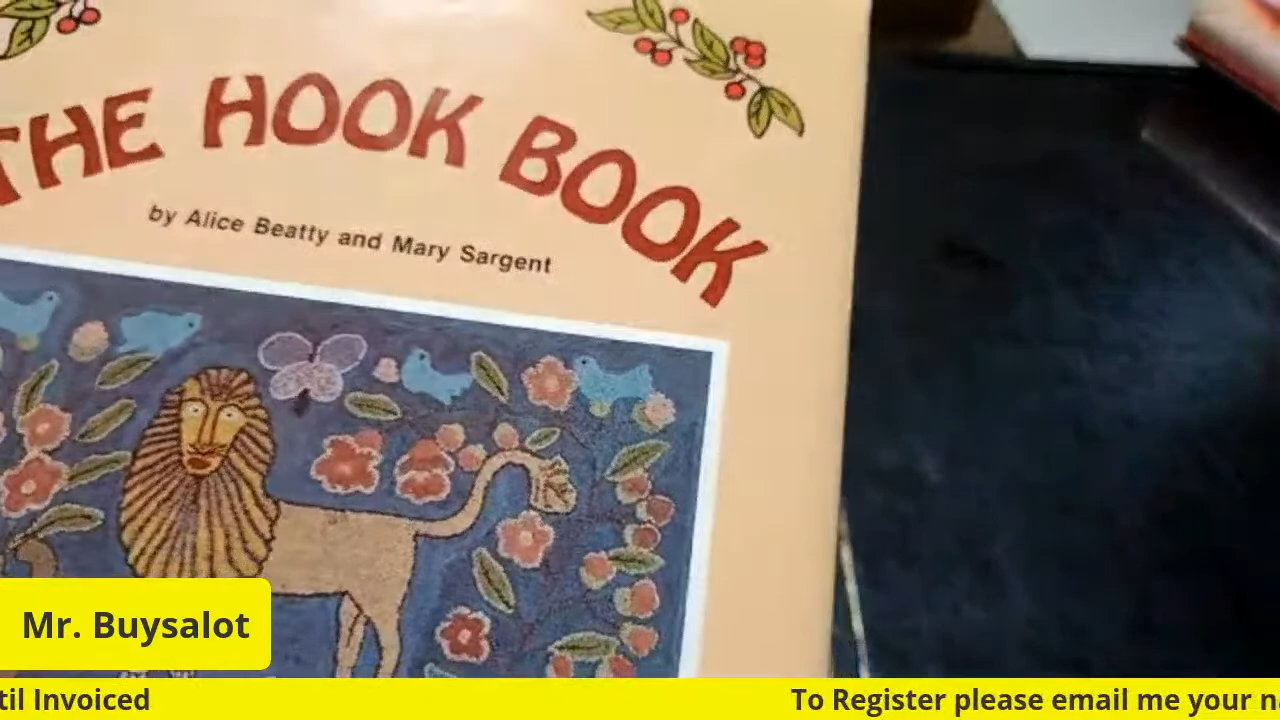 THE HOOK BOOK
by Alice Beatty and Mary Sargent
Mr. Buysalot
til Invoiced
To Register please email me your n